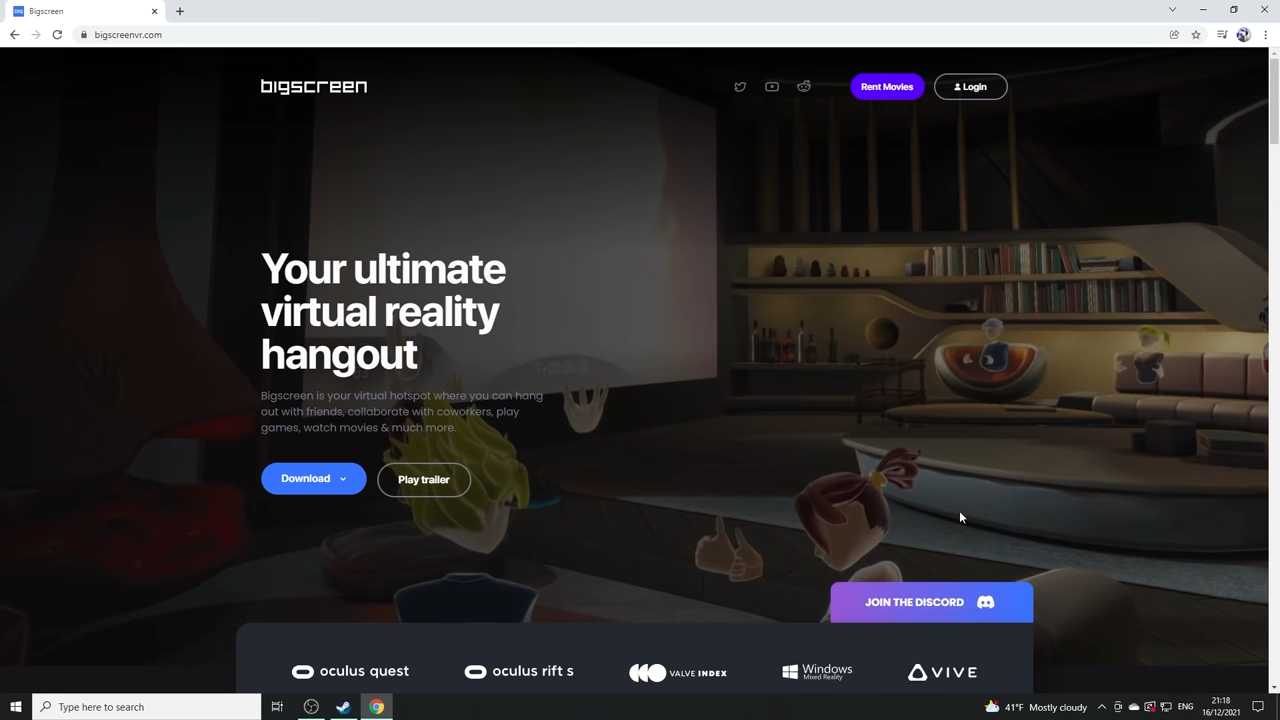 Bigscreen
bigscreenvr.com
bigscreen
Rent Movies
Login
Your ultimate
virtual reality
hangout
Bigscreen is your virtual hotspot where you can hang
out with friends, collaborate with coworkers, play
games, watch movies & much more.
Download
Play trailer
JOIN THE DISCORD
oculus quest
oculus rift s
VALVE INDEX
Windows
Mixed Reality
VIVE
Type here to search
41°F Mostly cloudy
ENG
21:18
16/12/2021